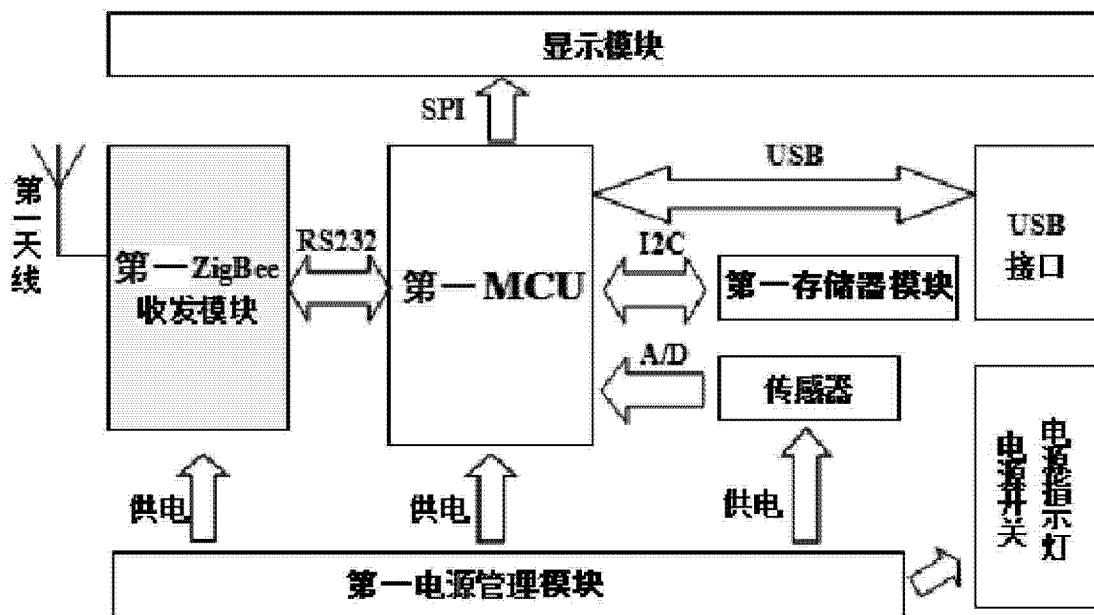 显示模块
SPI
USB
第一天线
RS232
I2C
USB
接口
第一ZigBee
收发模块
第一MCU
第一存储器模块
A/D
传感器
电源指示灯
电源开关
供电
供电
供电
第一电源管理模块